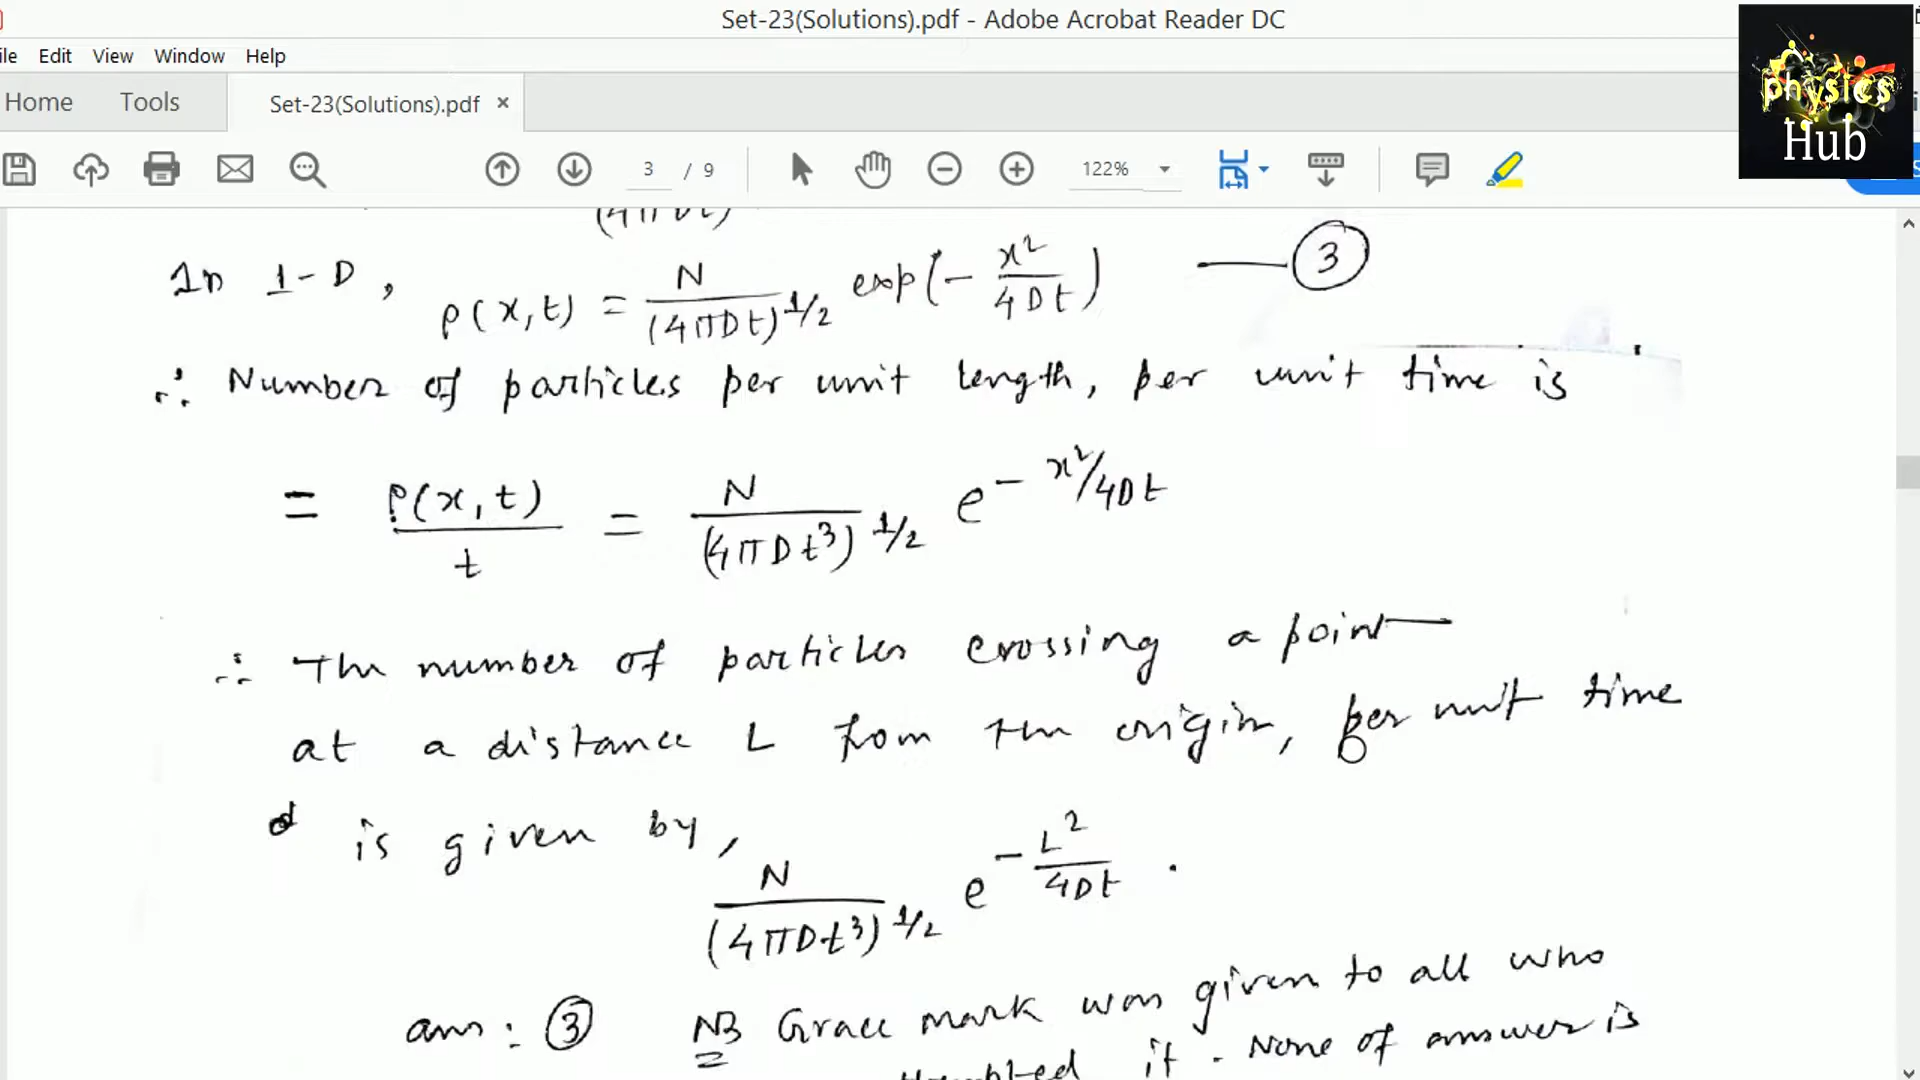 Set-23(Solutions).pdf - Adobe Acrobat Reader DC
ile Edit View Window Help
Home Tools Set-23(Solutions).pdf ×
physics
Hub
3 / 9 122%
In 1-D, ρ(x,t) = N/(4πDt)^1/2 exp(- x²/4Dt) — ③
∴ Number of particles per unit length, per unit time is
= ρ(x,t)/t = N/(4πDt³)^1/2 e^(- x²/4Dt)
∴ The number of particles crossing a point
at a distance L from the origin, per unit time
is given by,
N/(4πDt³)^1/2 e^(- L²/4Dt) .
ans: ③ NB Grace mark was given to all who
it. None of answer is